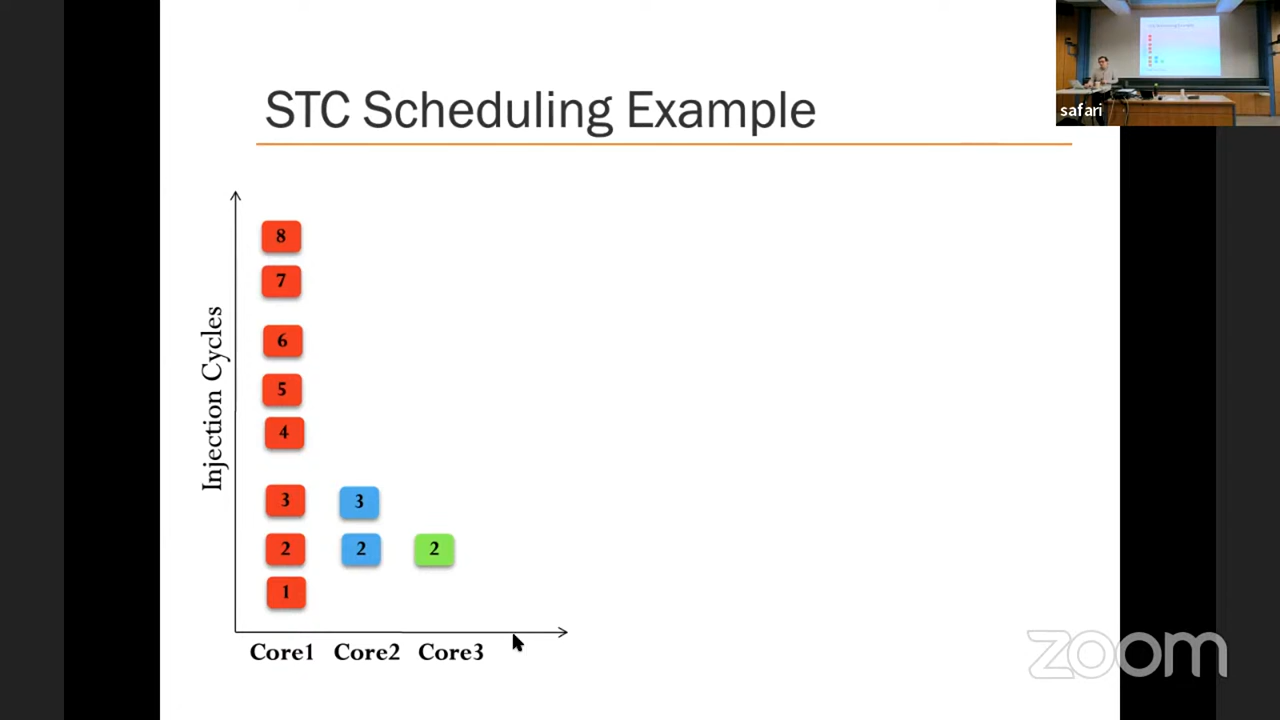 STC Scheduling Example
safari
Injection Cycles
8
7
6
5
4
3 3
2 2 2
1
Core1 Core2 Core3
zoom